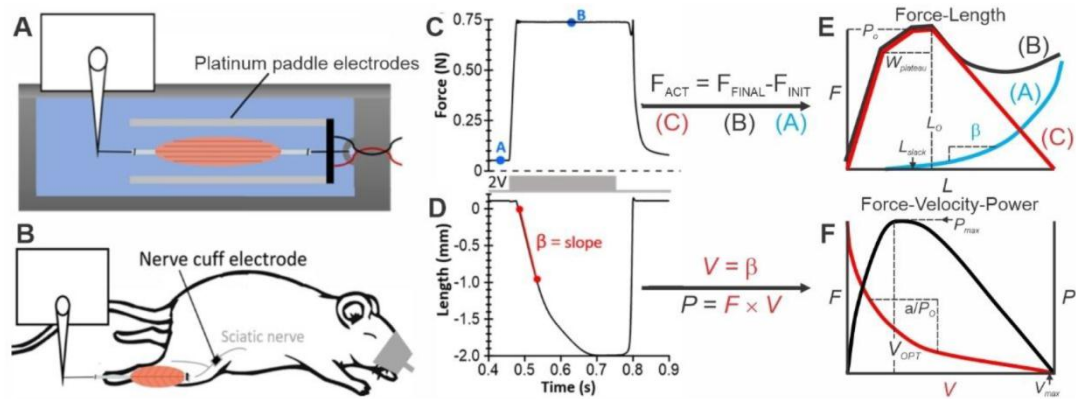 A
Platinum paddle electrodes
B
Nerve cuff electrode
Sciatic nerve
C
Force (N)
0.75
0.50
0.25
0
A
B
2V
F_ACT = F_FINAL-F_INIT
(C) (B) (A)
D
Length (mm)
0
-0.5
-1.0
-1.5
-2.0
β = slope
0.4 0.5 0.6 0.7 0.8 0.9
Time (s)
V = β
P = F × V
E
Force-Length
P_o
W_plateau
F
L_slack
L_O
β
(B)
(A)
(C)
L
Force-Velocity-Power
F
P_max
F
a/P_O
P
V_OPT
V
V_max